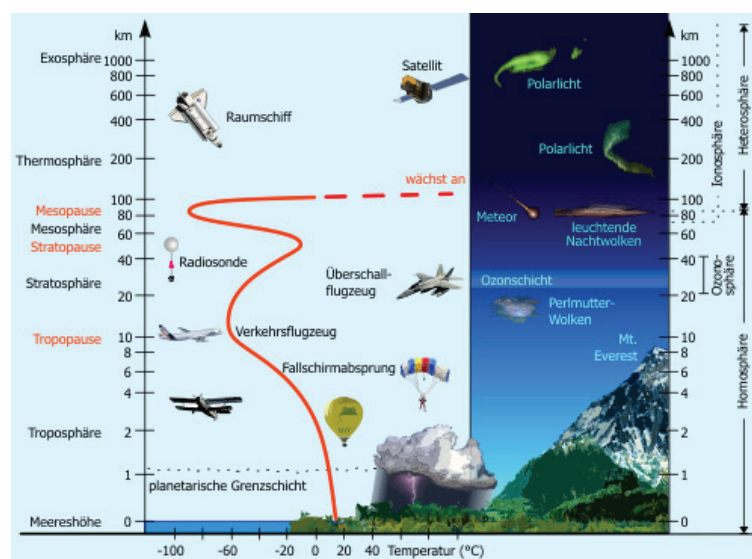 km
Exosphäre
1000
800
600
400
Thermosphäre
200
100
Mesopause
80
Mesosphäre
60
Stratopause
40
Stratosphäre
20
Tropopause
10
8
6
4
Troposphäre
2
1
planetarische Grenzschicht
Meereshöhe
0
-100
-60
-20
0
20
40
Temperatur (°C)
Raumschiff
Satellit
wächst an
Radiosonde
Überschall-
flugzeug
Verkehrsflugzeug
Fallschirmabsprung
Polarlicht
Polarlicht
Meteor
leuchtende
Nachtwolken
Ozonschicht
Perlmutter-
Wolken
Mt.
Everest
km
1000
800
600
400
200
100
80
60
40
20
10
8
6
4
2
1
0
Ionosphäre
Ozono-
sphäre
Heterosphäre
Homosphäre